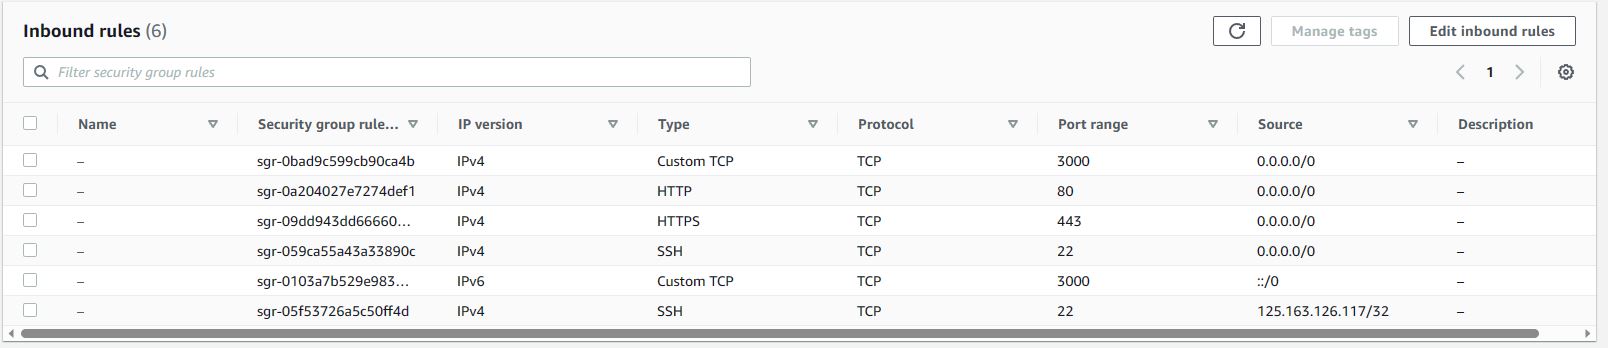 Inbound rules (6) Manage tags Edit inbound rules
Filter security group rules 1
Name Security group rule... IP version Type Protocol Port range Source Description
– sgr-0bad9c599cb90ca4b IPv4 Custom TCP TCP 3000 0.0.0.0/0 –
– sgr-0a204027e7274def1 IPv4 HTTP TCP 80 0.0.0.0/0 –
– sgr-09dd943dd66660... IPv4 HTTPS TCP 443 0.0.0.0/0 –
– sgr-059ca55a43a33890c IPv4 SSH TCP 22 0.0.0.0/0 –
– sgr-0103a7b529e983... IPv6 Custom TCP TCP 3000 ::/0 –
– sgr-05f53726a5c50ff4d IPv4 SSH TCP 22 125.163.126.117/32 –